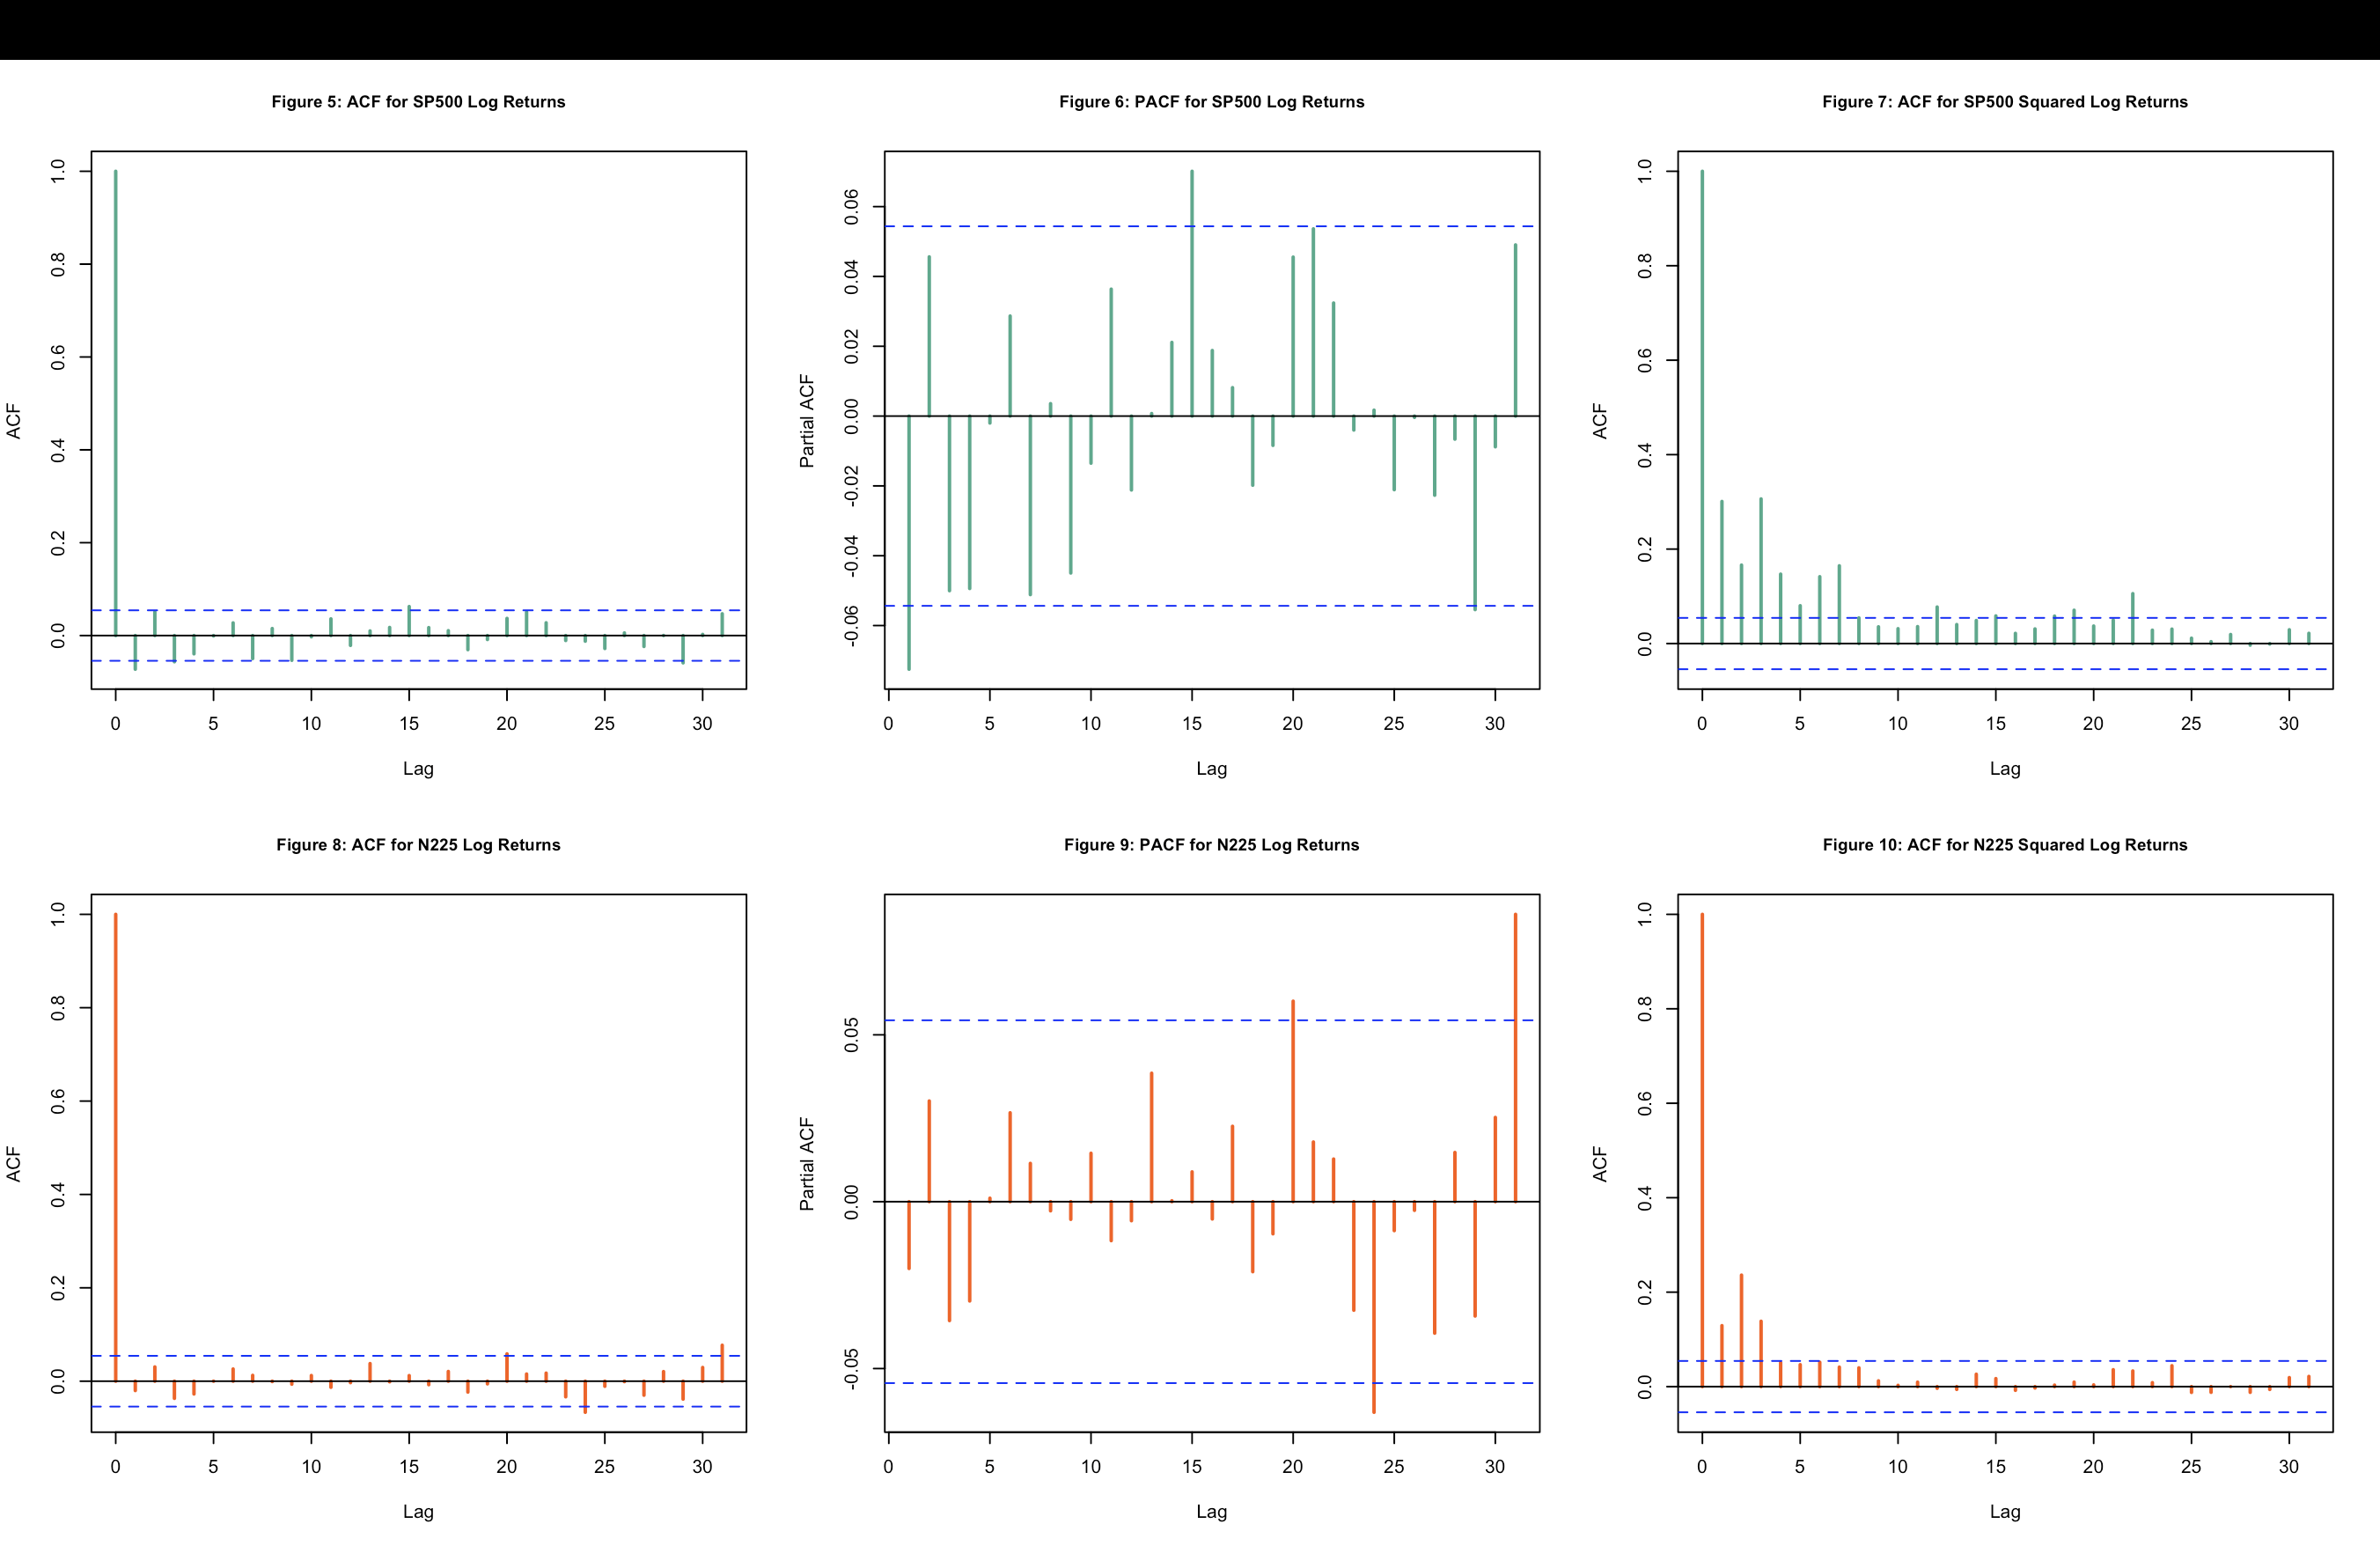 Figure 5: ACF for SP500 Log Returns
ACF
0.0 0.2 0.4 0.6 0.8 1.0
0 5 10 15 20 25 30
Lag
Figure 6: PACF for SP500 Log Returns
Partial ACF
-0.06 -0.04 -0.02 0.00 0.02 0.04 0.06
0 5 10 15 20 25 30
Lag
Figure 7: ACF for SP500 Squared Log Returns
ACF
0.0 0.2 0.4 0.6 0.8 1.0
0 5 10 15 20 25 30
Lag
Figure 8: ACF for N225 Log Returns
ACF
0.0 0.2 0.4 0.6 0.8 1.0
0 5 10 15 20 25 30
Lag
Figure 9: PACF for N225 Log Returns
Partial ACF
-0.05 0.00 0.05
0 5 10 15 20 25 30
Lag
Figure 10: ACF for N225 Squared Log Returns
ACF
0.0 0.2 0.4 0.6 0.8 1.0
0 5 10 15 20 25 30
Lag